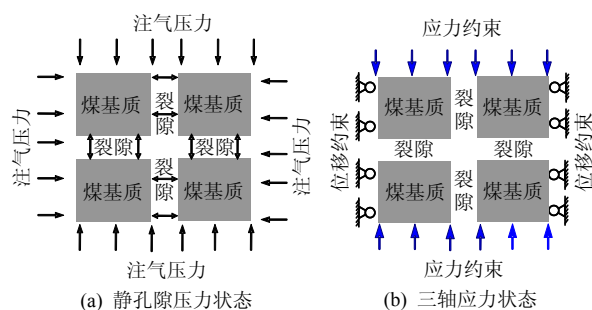 注气压力
煤基质 裂隙 煤基质
注气压力
裂隙 裂隙
注气压力
煤基质 裂隙 煤基质
注气压力
(a) 静孔隙压力状态
应力约束
煤基质 裂隙 煤基质
位移约束
裂隙 裂隙
位移约束
煤基质 裂隙 煤基质
应力约束
(b) 三轴应力状态